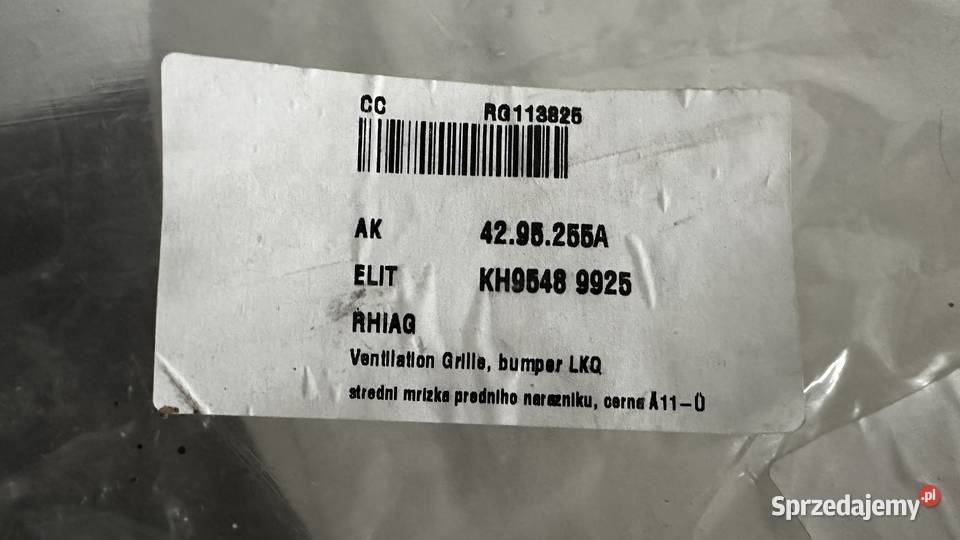 CC RG113825
AK 42.95.255A
ELIT KH9548 9925
RHIAG
Ventilation Grille, bumper LKQ
stredni mrizka predniho narazniku, cerna Ä11-Ü
Sprzedajemy.pl